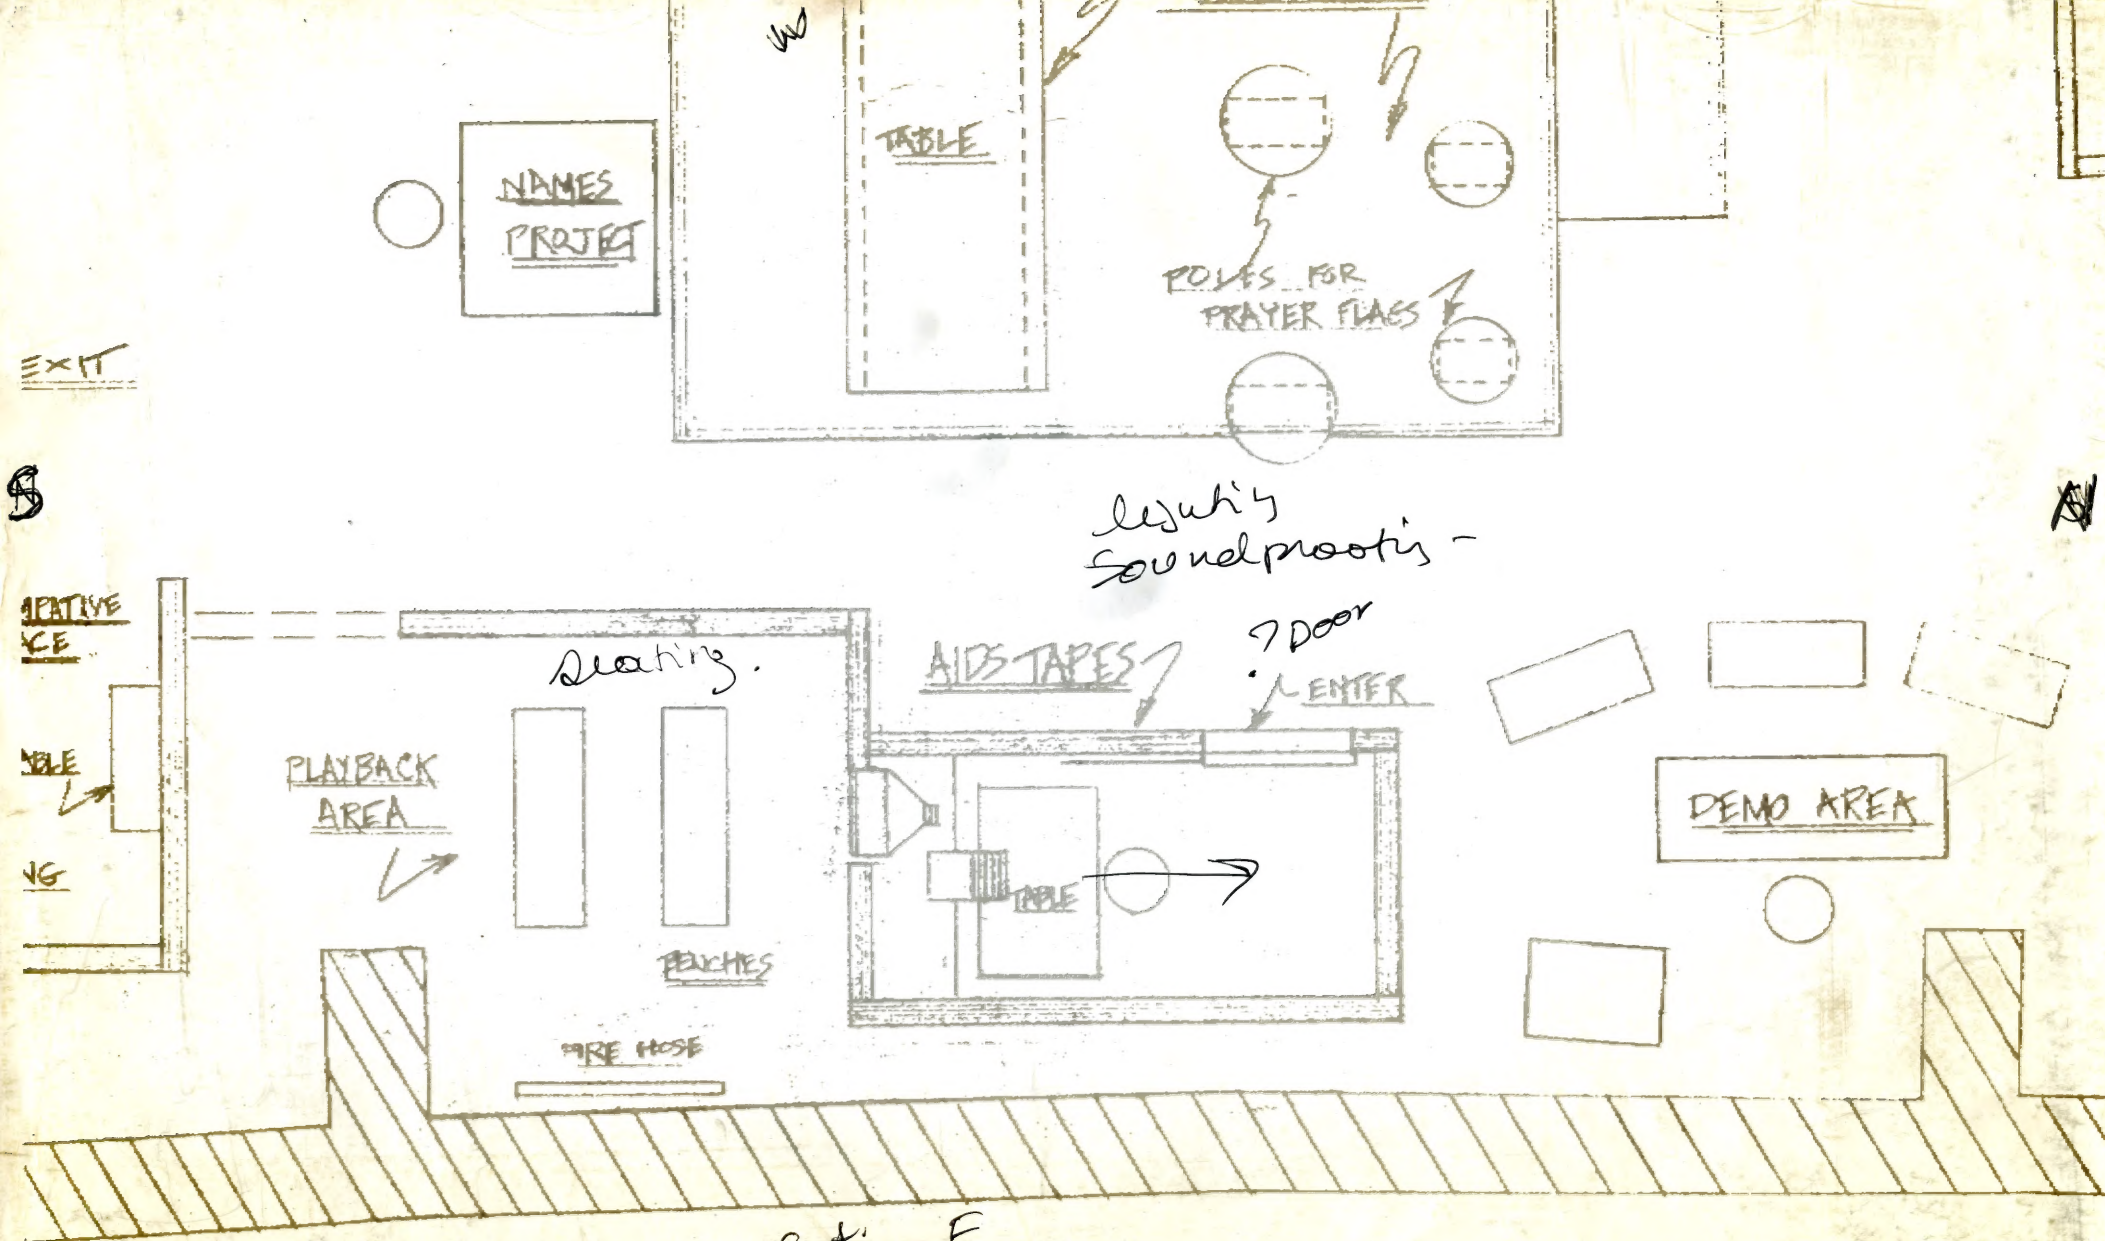 W
TABLE
NAMES
PROJECT
POLES FOR
PRAYER FLAGS
EXIT
S
N
lighting
soundproofing -
? Door
seating.
AIDS TAPES
ENTER
PLAYBACK
AREA
DEMO AREA
TABLE
BENCHES
FIRE HOSE
E